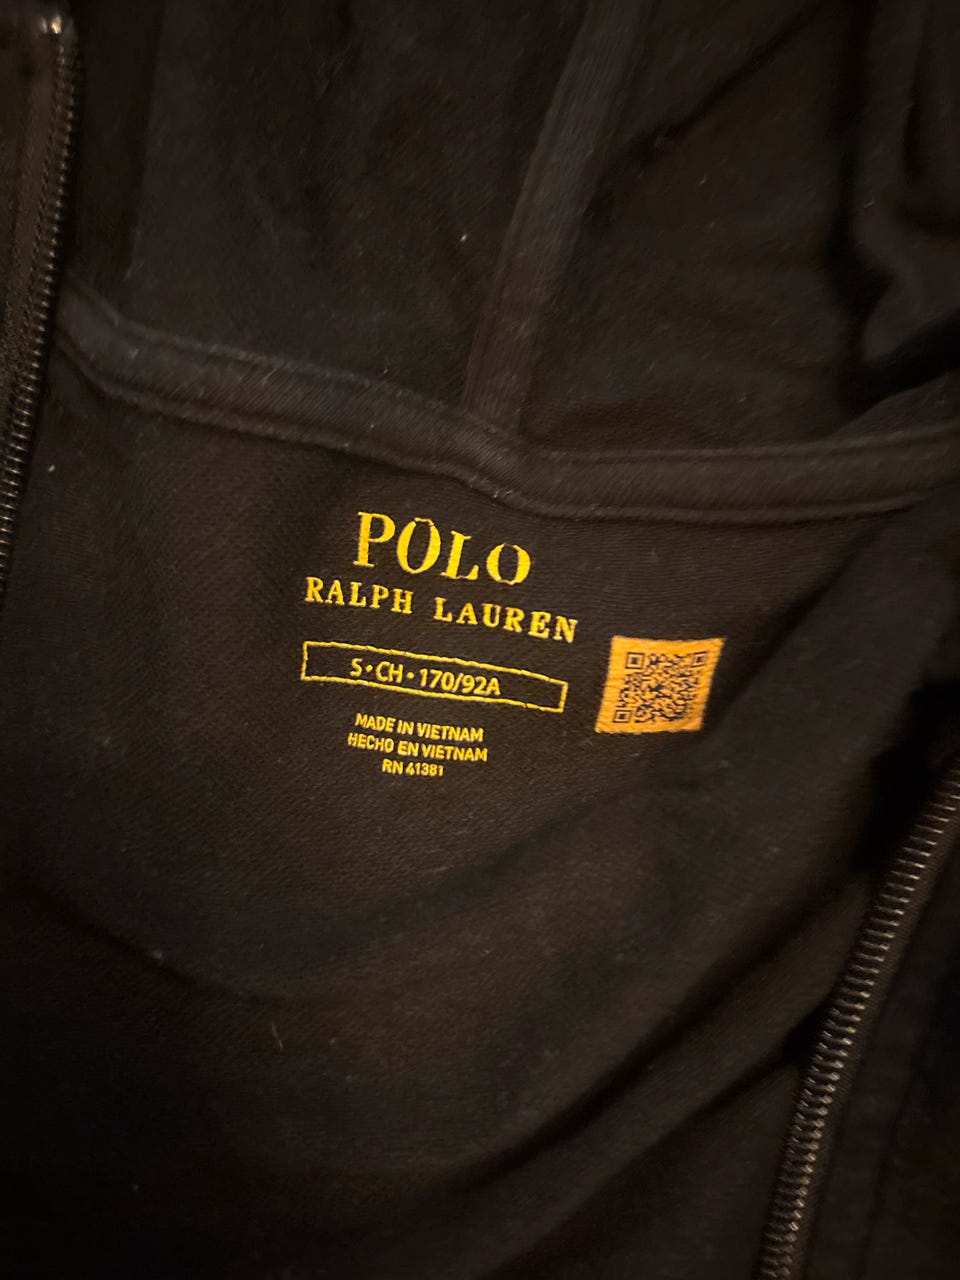 POLO
RALPH LAUREN
S•CH•170/92A
MADE IN VIETNAM
HECHO EN VIETNAM
RN 41381